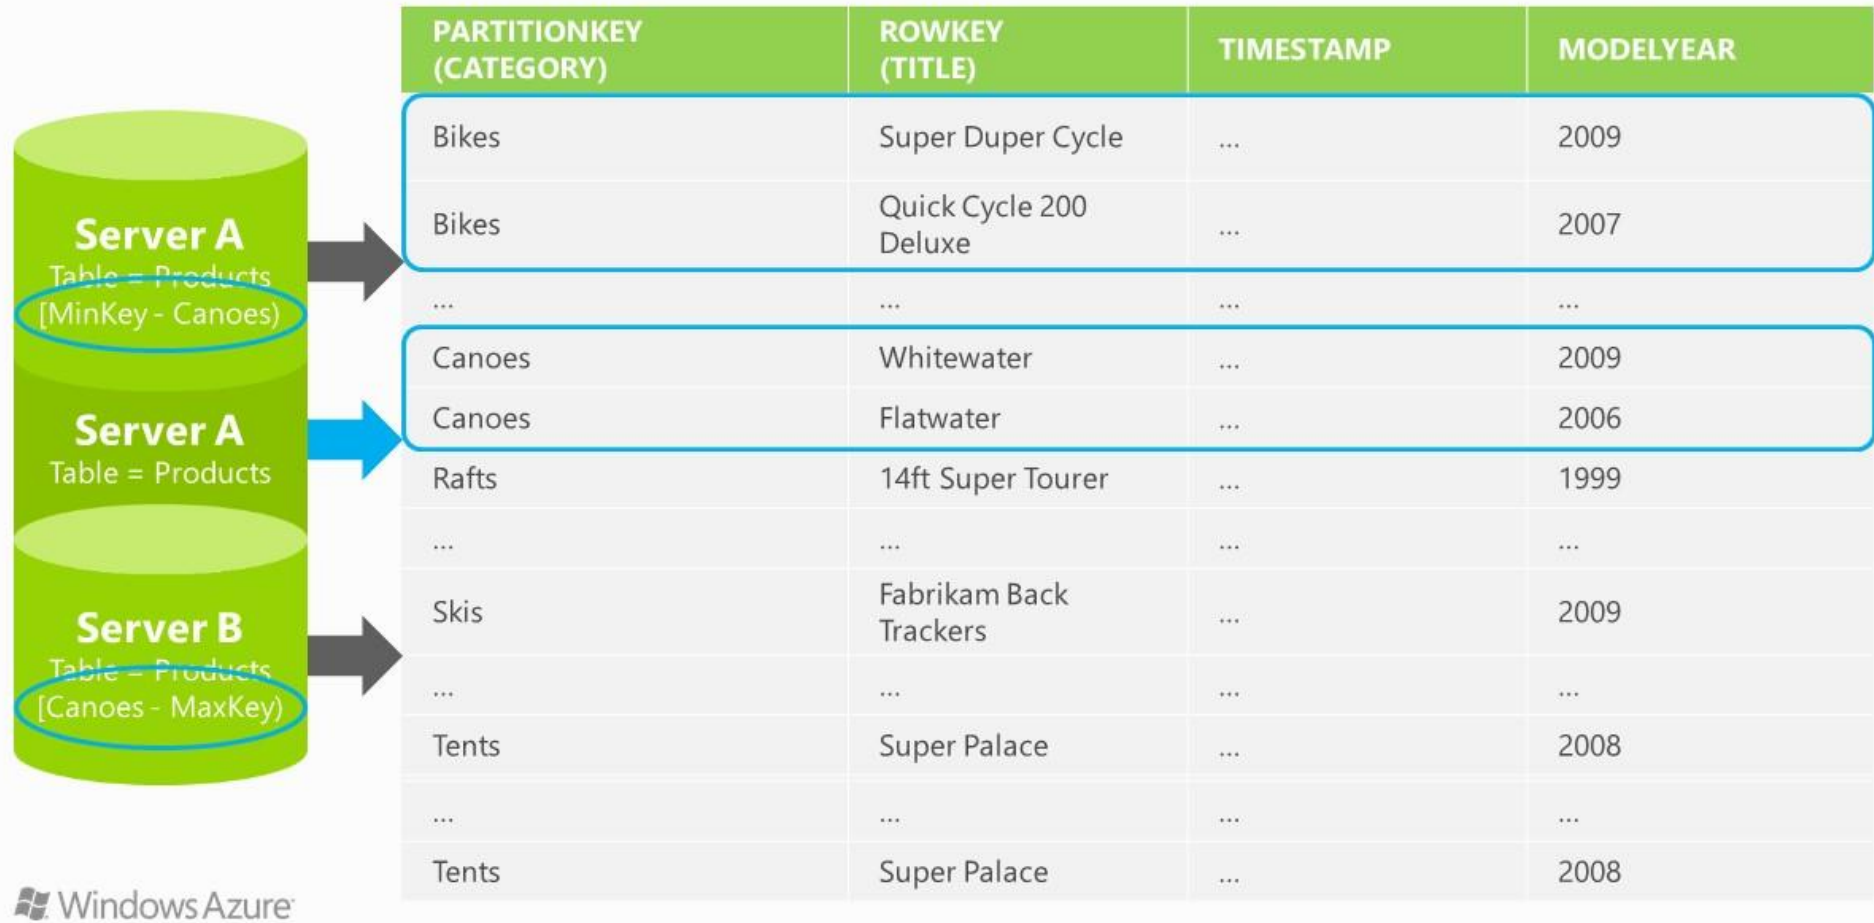 PARTITIONKEY
(CATEGORY)
ROWKEY
(TITLE)
TIMESTAMP
MODELYEAR
Bikes
Super Duper Cycle
...
2009
Bikes
Quick Cycle 200
Deluxe
...
2007
...
...
...
...
Canoes
Whitewater
...
2009
Canoes
Flatwater
...
2006
Rafts
14ft Super Tourer
...
1999
...
...
...
...
Skis
Fabrikam Back
Trackers
...
2009
...
...
...
...
Tents
Super Palace
...
2008
...
...
...
...
Tents
Super Palace
...
2008
Server A
Table = Products
[MinKey - Canoes)
Server A
Table = Products
Server B
Table = Products
[Canoes - MaxKey)
Windows Azure